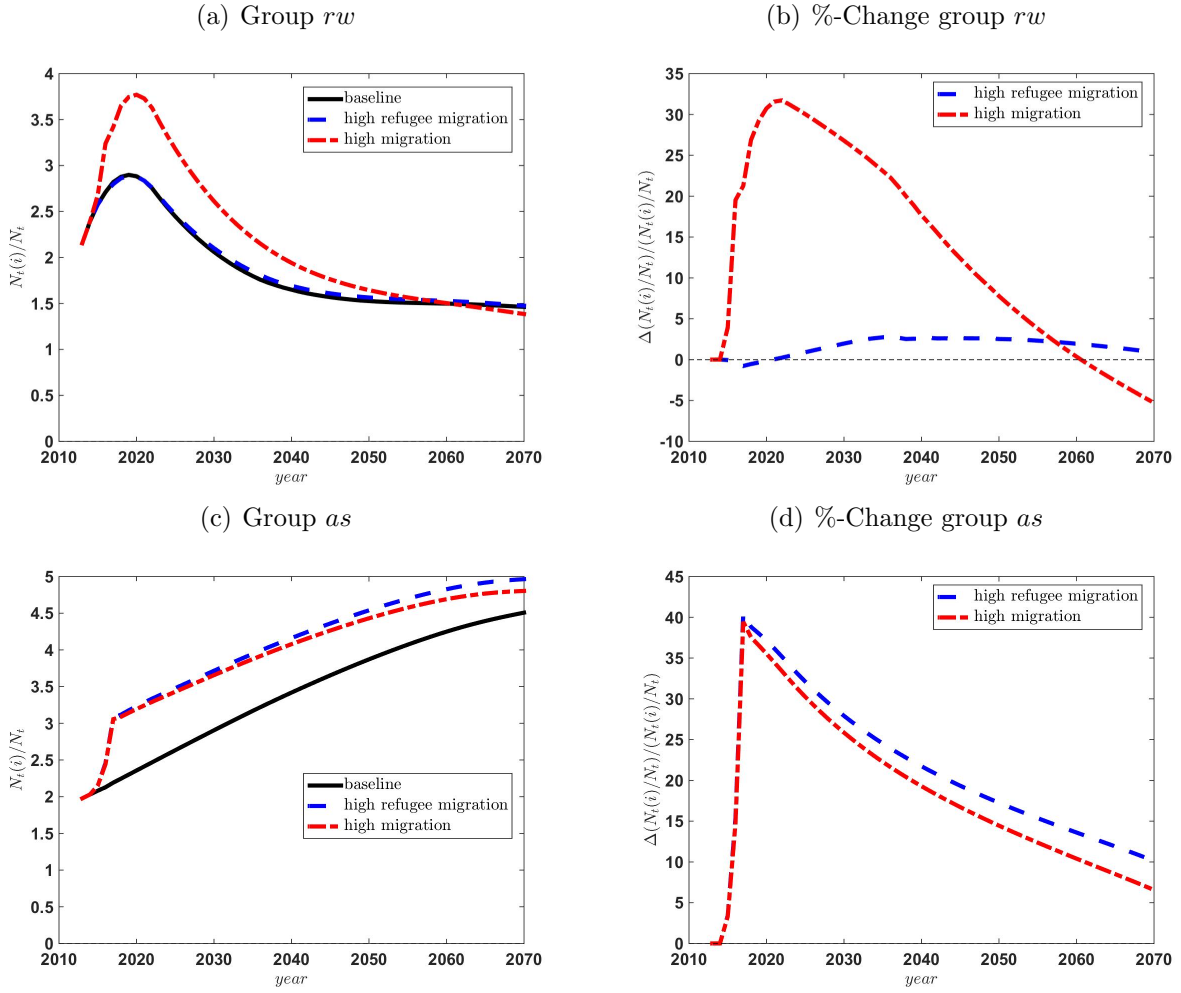 (a) Group rw
4
3.5
3
2.5
2
1.5
1
0.5
0
N_t(i)/N_t
baseline
high refugee migration
high migration
2010 2020 2030 2040 2050 2060 2070
year
(b) %-Change group rw
35
30
25
20
15
10
5
0
-5
-10
Δ(N_t(i)/N_t)/(N_t(i)/N_t)
high refugee migration
high migration
2010 2020 2030 2040 2050 2060 2070
year
(c) Group as
5
4.5
4
3.5
3
2.5
2
1.5
1
0.5
0
N_t(i)/N_t
baseline
high refugee migration
high migration
2010 2020 2030 2040 2050 2060 2070
year
(d) %-Change group as
45
40
35
30
25
20
15
10
5
0
Δ(N_t(i)/N_t)/(N_t(i)/N_t)
high refugee migration
high migration
2010 2020 2030 2040 2050 2060 2070
year